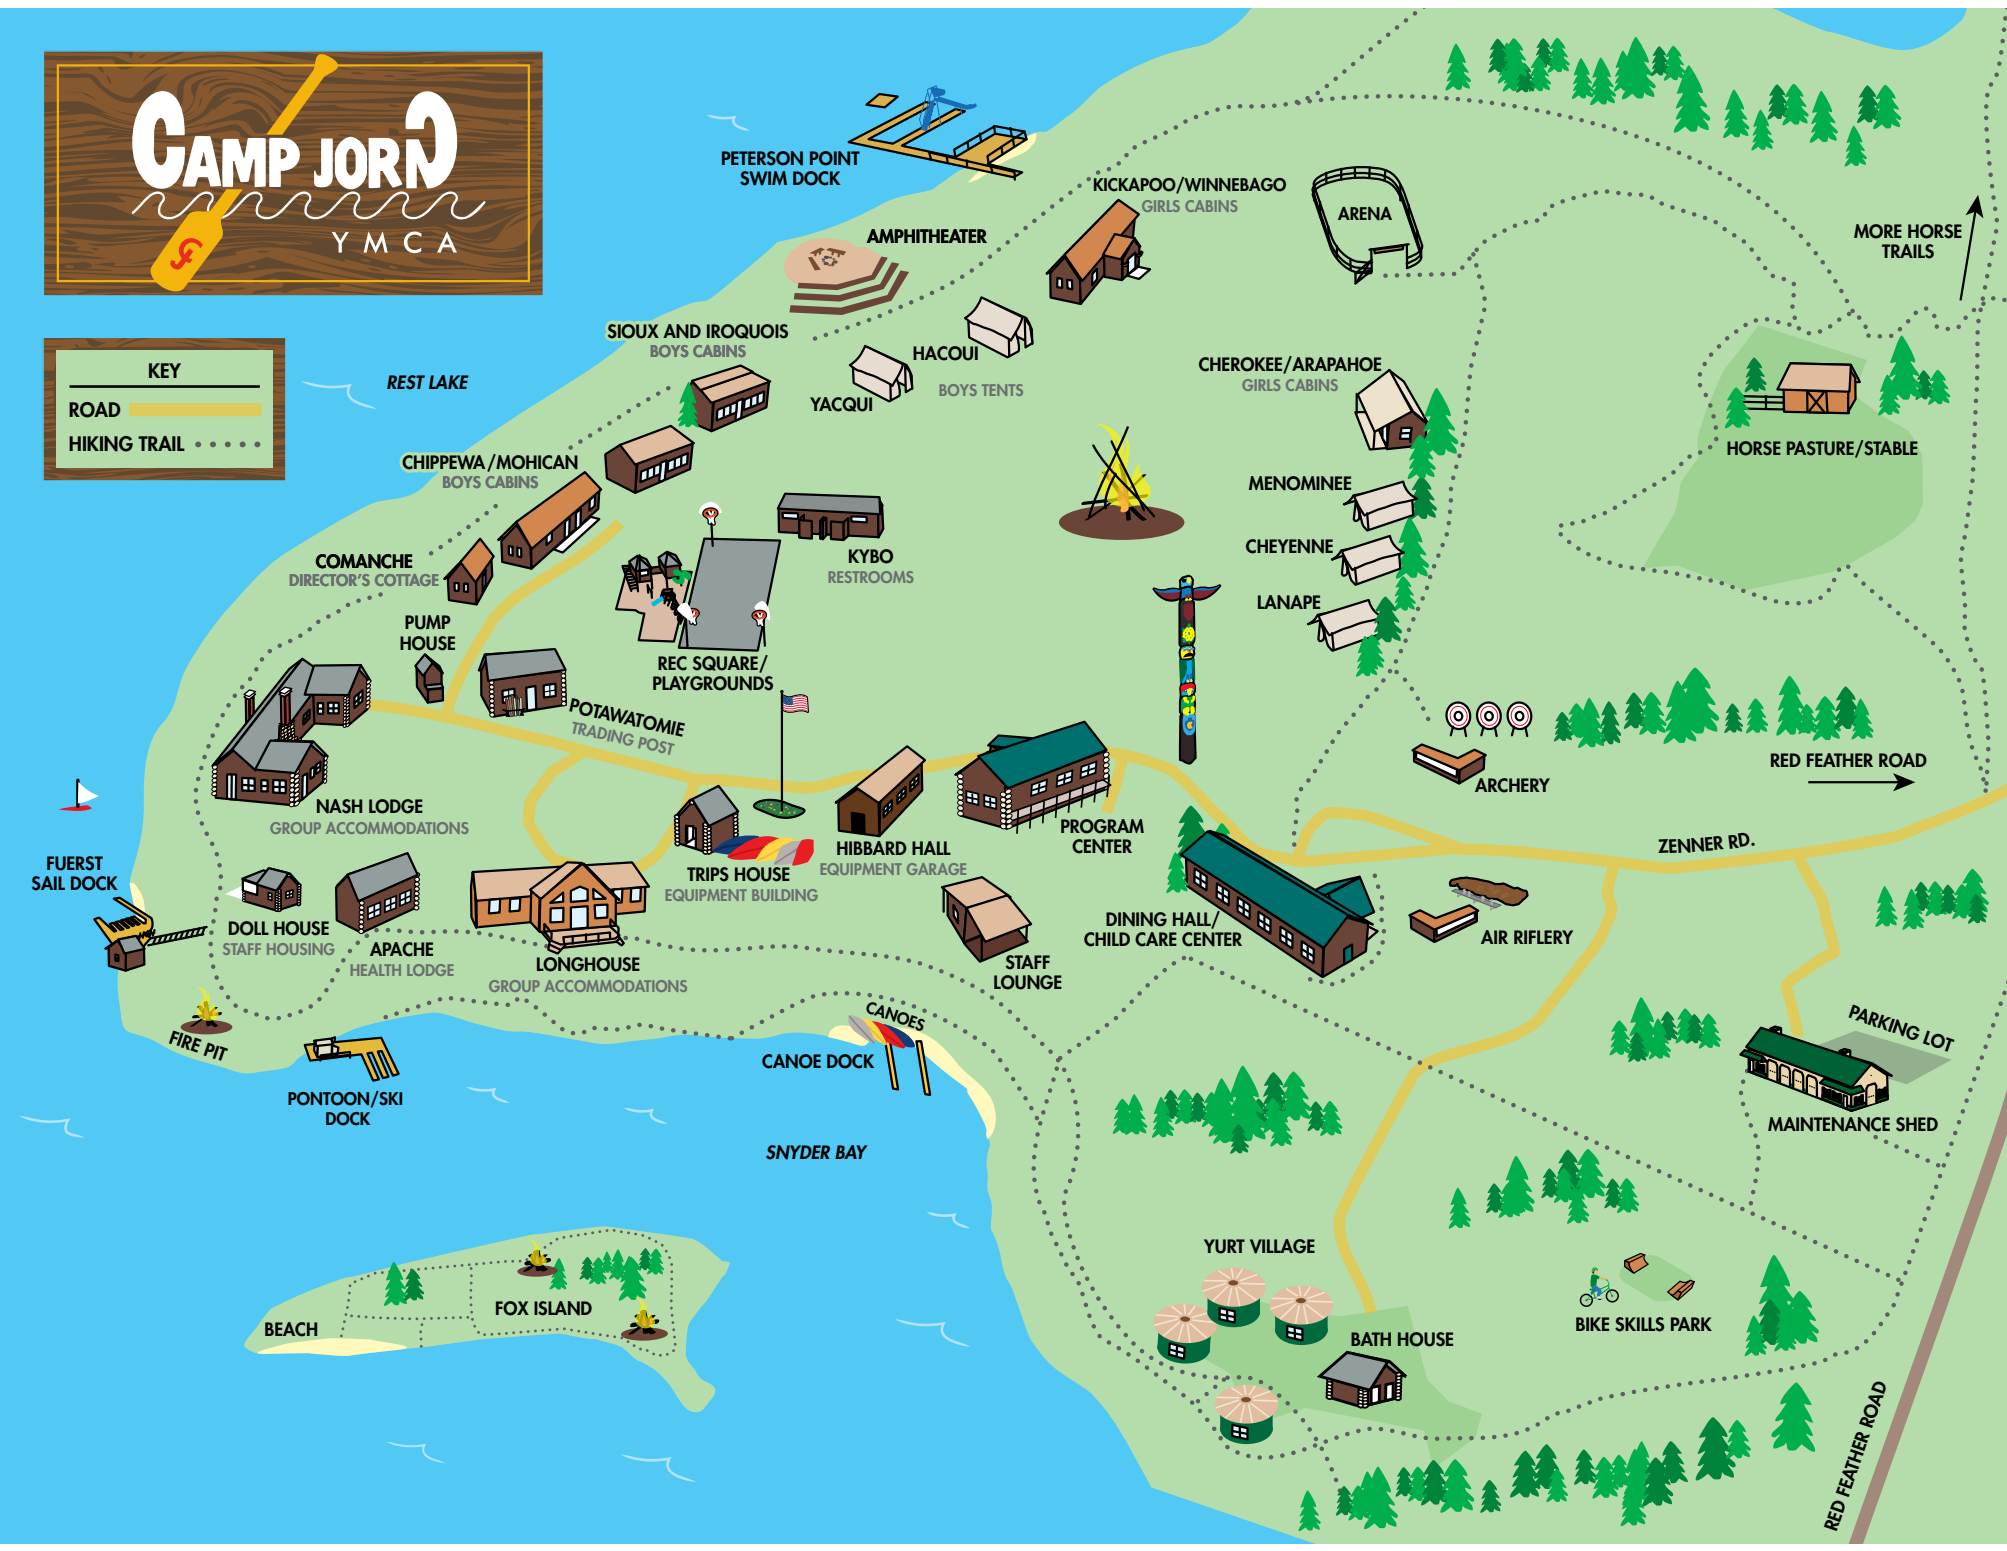 CAMP JORN
YMCA
KEY
ROAD
HIKING TRAIL
REST LAKE
PETERSON POINT
SWIM DOCK
AMPHITHEATER
KICKAPOO/WINNEBAGO
GIRLS CABINS
ARENA
MORE HORSE
TRAILS
SIOUX AND IROQUOIS
BOYS CABINS
HACOUI
YACQUI
BOYS TENTS
CHEROKEE/ARAPAHOE
GIRLS CABINS
HORSE PASTURE/STABLE
CHIPPEWA/MOHICAN
BOYS CABINS
MENOMINEE
CHEYENNE
LANAPE
COMANCHE
DIRECTOR'S COTTAGE
KYBO
RESTROOMS
PUMP
HOUSE
REC SQUARE/
PLAYGROUNDS
POTAWATOMIE
TRADING POST
ARCHERY
RED FEATHER ROAD
NASH LODGE
GROUP ACCOMMODATIONS
PROGRAM
CENTER
ZENNER RD.
HIBBARD HALL
EQUIPMENT GARAGE
TRIPS HOUSE
EQUIPMENT BUILDING
FUERST
SAIL DOCK
DOLL HOUSE
STAFF HOUSING
APACHE
HEALTH LODGE
LONGHOUSE
GROUP ACCOMMODATIONS
STAFF
LOUNGE
DINING HALL/
CHILD CARE CENTER
AIR RIFLERY
FIRE PIT
CANOES
CANOE DOCK
PARKING LOT
PONTOON/SKI
DOCK
MAINTENANCE SHED
SNYDER BAY
YURT VILLAGE
FOX ISLAND
BEACH
BATH HOUSE
BIKE SKILLS PARK
RED FEATHER ROAD